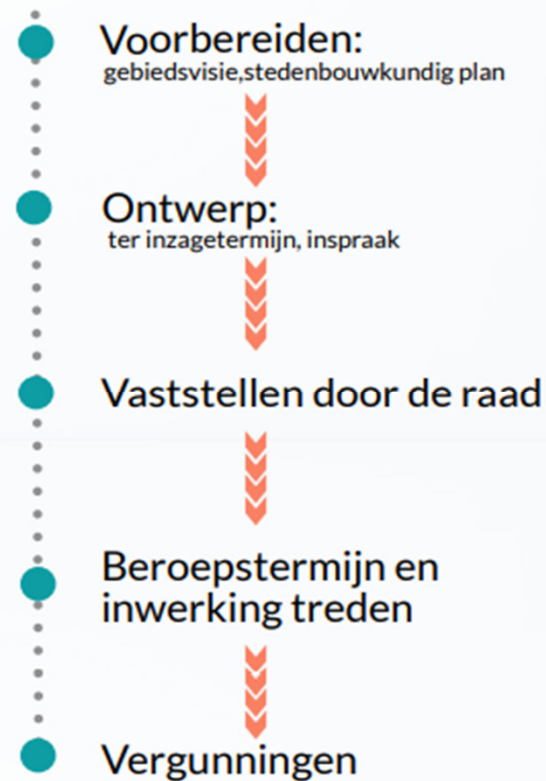 Voorbereiden:
gebiedsvisie,stedenbouwkundig plan
Ontwerp:
ter inzagetermijn, inspraak
Vaststellen door de raad
Beroepstermijn en
inwerking treden
Vergunningen